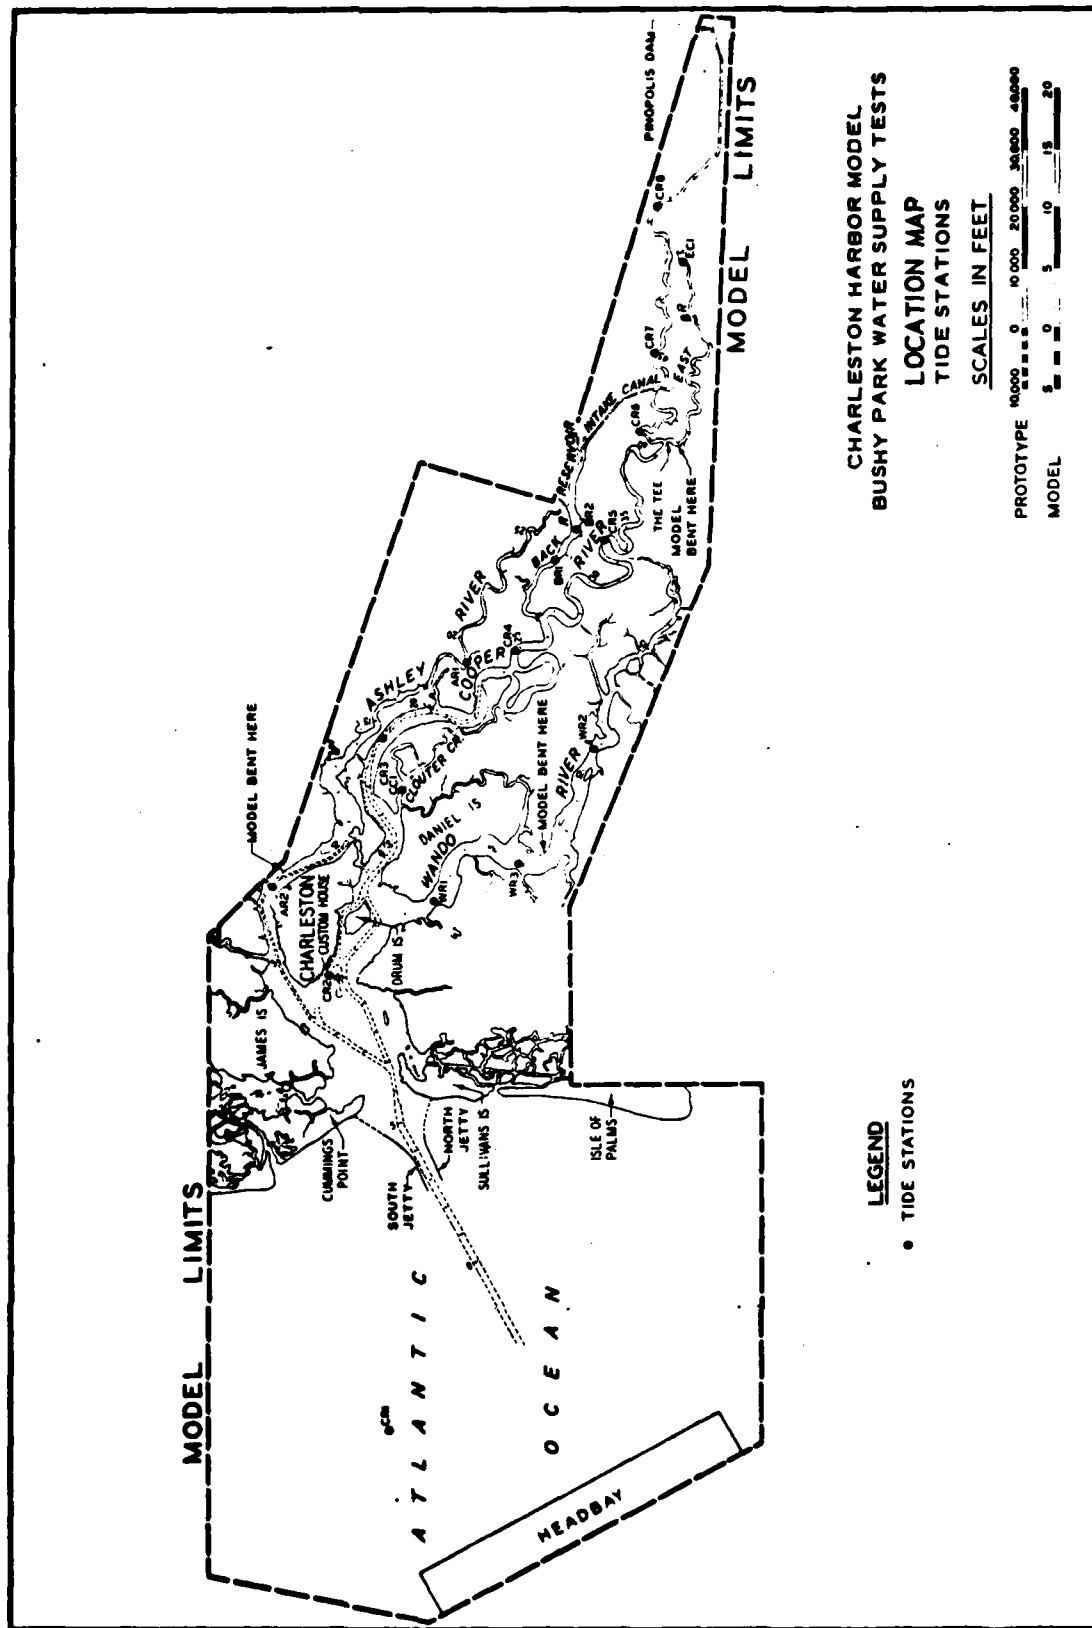 CHARLESTON HARBOR MODEL
BUSHY PARK WATER SUPPLY TESTS
LOCATION MAP
TIDE STATIONS
SCALES IN FEET
PROTOTYPE 10,000 0 10000 20000 30,000 40,000
MODEL 5 0 5 10 15 20
LEGEND
• TIDE STATIONS
MODEL LIMITS
MODEL LIMITS
PINOPOLIS DAM
CR8
EC1
EAST BR
CR7
CR6
THE TEE
MODEL
BENT HERE
INTAKE CANAL
RESERVOIR
BACK R
BR2
BR1
CR5
COOPER RIVER
CR4
ASHLEY RIVER
AR1
MODEL BENT HERE
AR2
CR3
CC1
CLOUTER CR
DANIEL IS
MODEL BENT HERE
WANDO RIVER
WR1
WR3
WR2
CHARLESTON
CUSTOM HOUSE
CR2
DRUM IS
JAMES IS
CUMMINGS
POINT
SOUTH
JETTY
NORTH
JETTY
SULLIVANS IS
ISLE OF
PALMS
CR1
ATLANTIC
OCEAN
HEADBAY